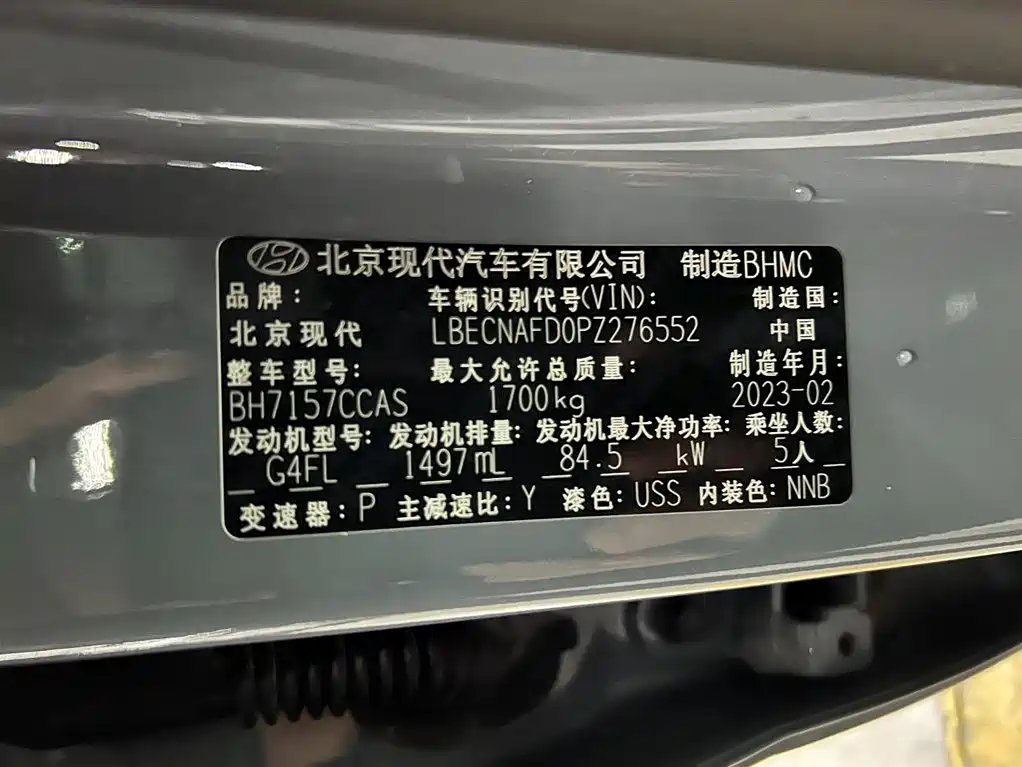 北京现代汽车有限公司 制造BHMC
品牌： 车辆识别代号(VIN): 制造国：
北京现代 LBECNAFD0PZ276552 中国
整车型号： 最大允许总质量： 制造年月：
BH7157CCAS 1700kg 2023-02
发动机型号: 发动机排量: 发动机最大净功率: 乘坐人数:
G4FL 1497mL 84.5 kW 5人
变速器: P 主减速比: Y 漆色: USS 内装色: NNB